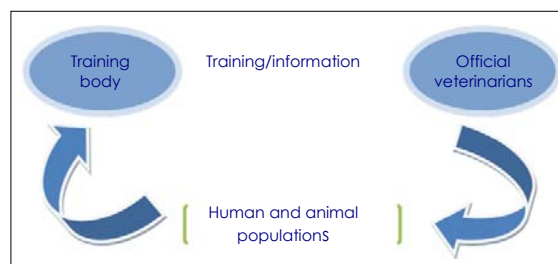 Training
body
Training/information
Official
veterinarians
Human and animal
populations